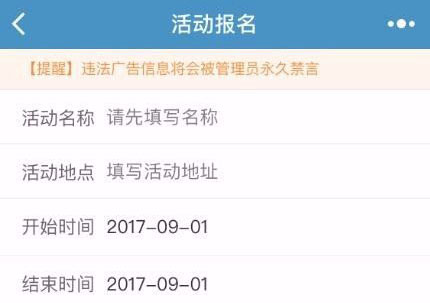 活动报名
【提醒】违法广告信息将会被管理员永久禁言
活动名称 请先填写名称
活动地点 填写活动地址
开始时间 2017-09-01
结束时间 2017-09-01